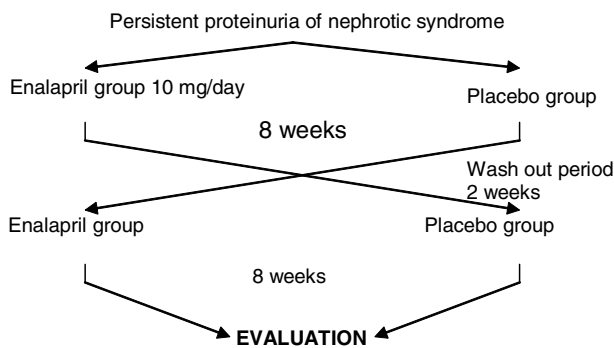 Persistent proteinuria of nephrotic syndrome
Enalapril group 10 mg/day
Placebo group
8 weeks
Wash out period
2 weeks
Enalapril group
Placebo group
8 weeks
EVALUATION